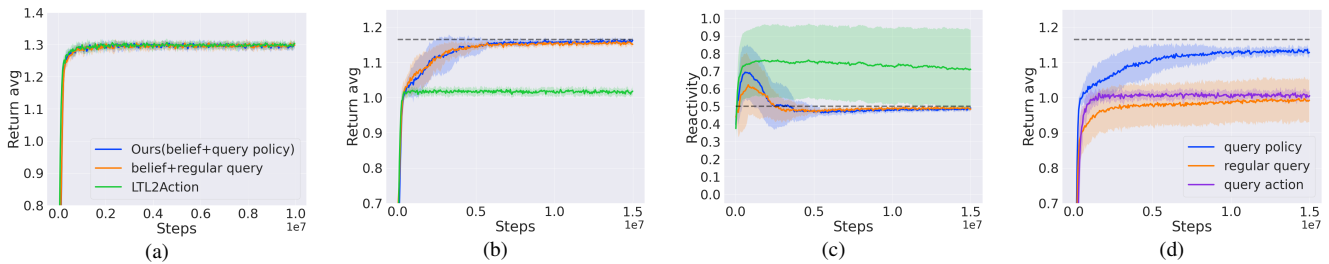 1.4
1.3
1.2
1.1
1.0
0.9
0.8
Return avg
0.0 0.2 0.4 0.6 0.8 1.0
Steps
1e7
Ours(belief+query policy)
belief+regular query
LTL2Action
(a)
1.2
1.1
1.0
0.9
0.8
0.7
Return avg
0.0 0.5 1.0 1.5
Steps
1e7
(b)
1.0
0.9
0.8
0.7
0.6
0.5
0.4
0.3
0.2
0.1
0.0
Reactivity
0.0 0.5 1.0 1.5
Steps
1e7
(c)
1.2
1.1
1.0
0.9
0.8
0.7
Return avg
0.0 0.5 1.0 1.5
Steps
1e7
query policy
regular query
query action
(d)